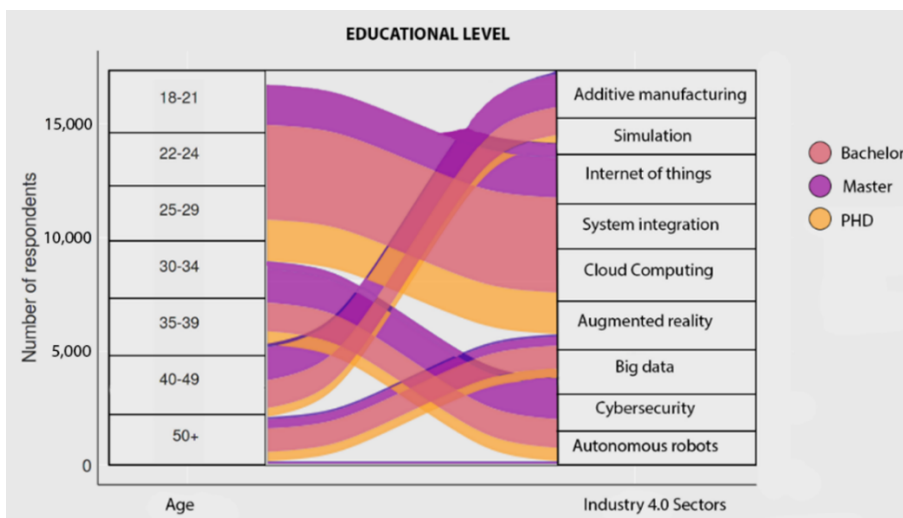 EDUCATIONAL LEVEL
Number of respondents
15,000
10,000
5,000
0
18-21
22-24
25-29
30-34
35-39
40-49
50+
Age
Additive manufacturing
Simulation
Internet of things
System integration
Cloud Computing
Augmented reality
Big data
Cybersecurity
Autonomous robots
Industry 4.0 Sectors
Bachelor
Master
PHD